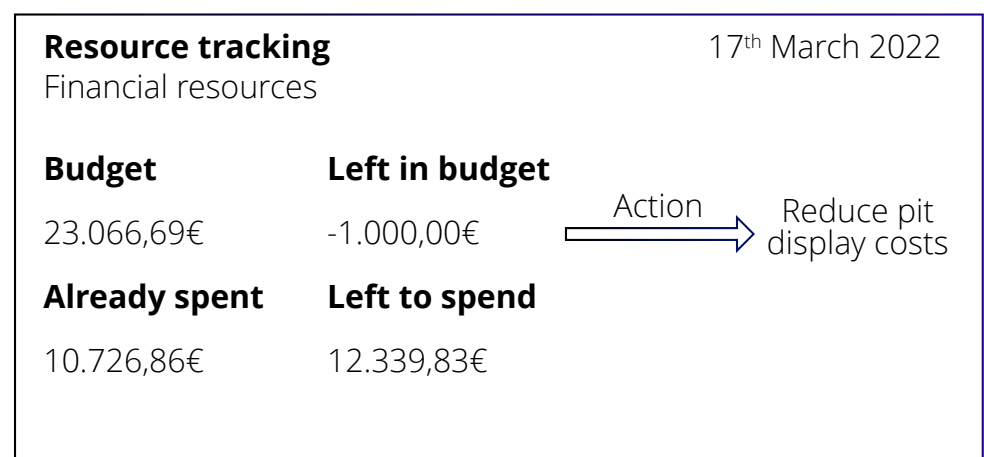 Resource tracking
17th March 2022
Financial resources
Budget
Left in budget
23.066,69€
-1.000,00€
Action
Reduce pit
display costs
Already spent
Left to spend
10.726,86€
12.339,83€